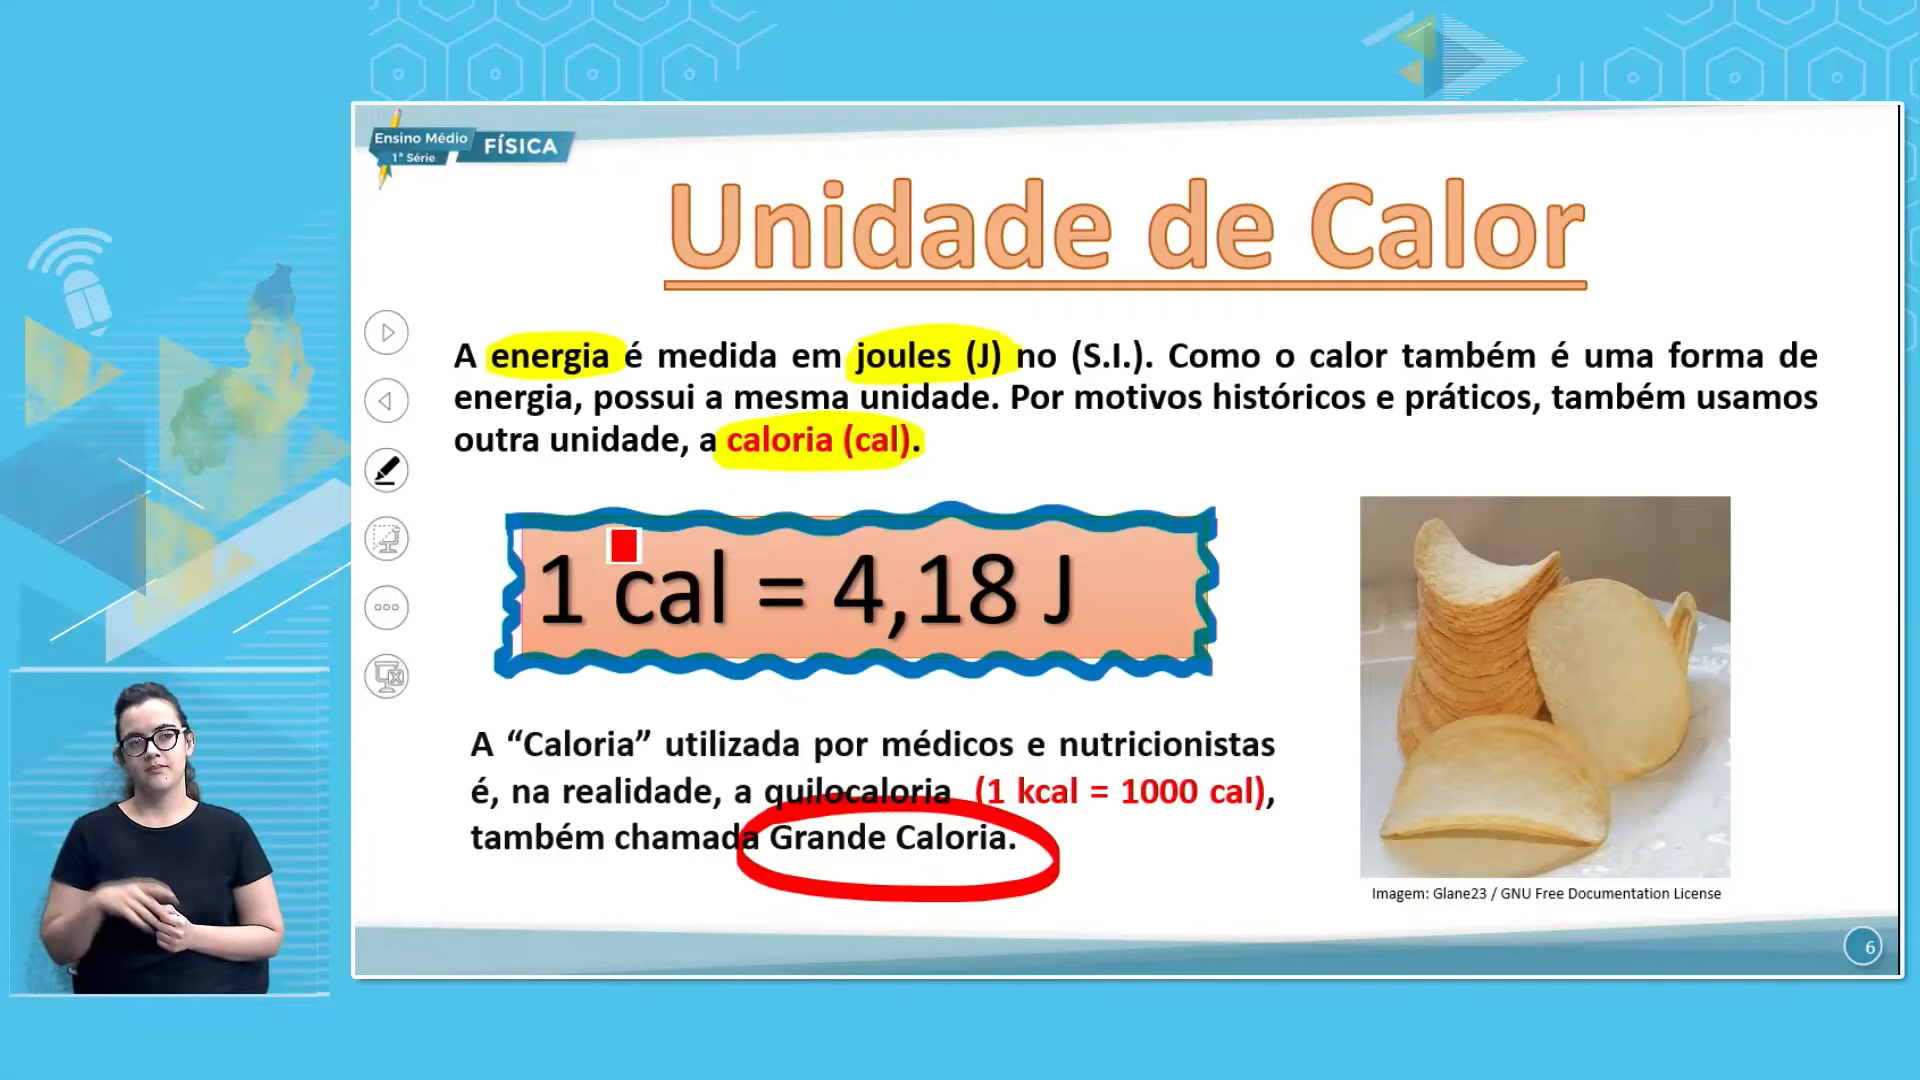 Ensino Médio
1ª Série
FÍSICA
Unidade de Calor
A energia é medida em joules (J) no (S.I.). Como o calor também é uma forma de
energia, possui a mesma unidade. Por motivos históricos e práticos, também usamos
outra unidade, a caloria (cal).
1 cal = 4,18 J
A “Caloria” utilizada por médicos e nutricionistas
é, na realidade, a quilocaloria (1 kcal = 1000 cal),
também chamada Grande Caloria.
Imagem: Glane23 / GNU Free Documentation License
6